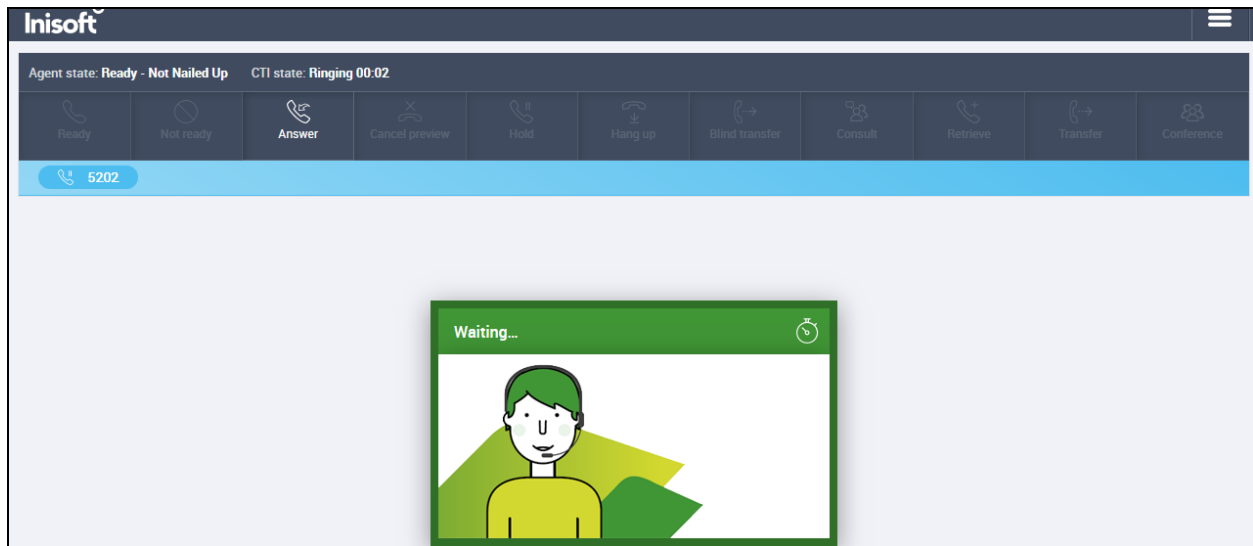 Inisoft
Agent state: Ready - Not Nailed Up CTI state: Ringing 00:02
Ready Not ready Answer Cancel preview Hold Hang up Blind transfer Consult Retrieve Transfer Conference
5202
Waiting...